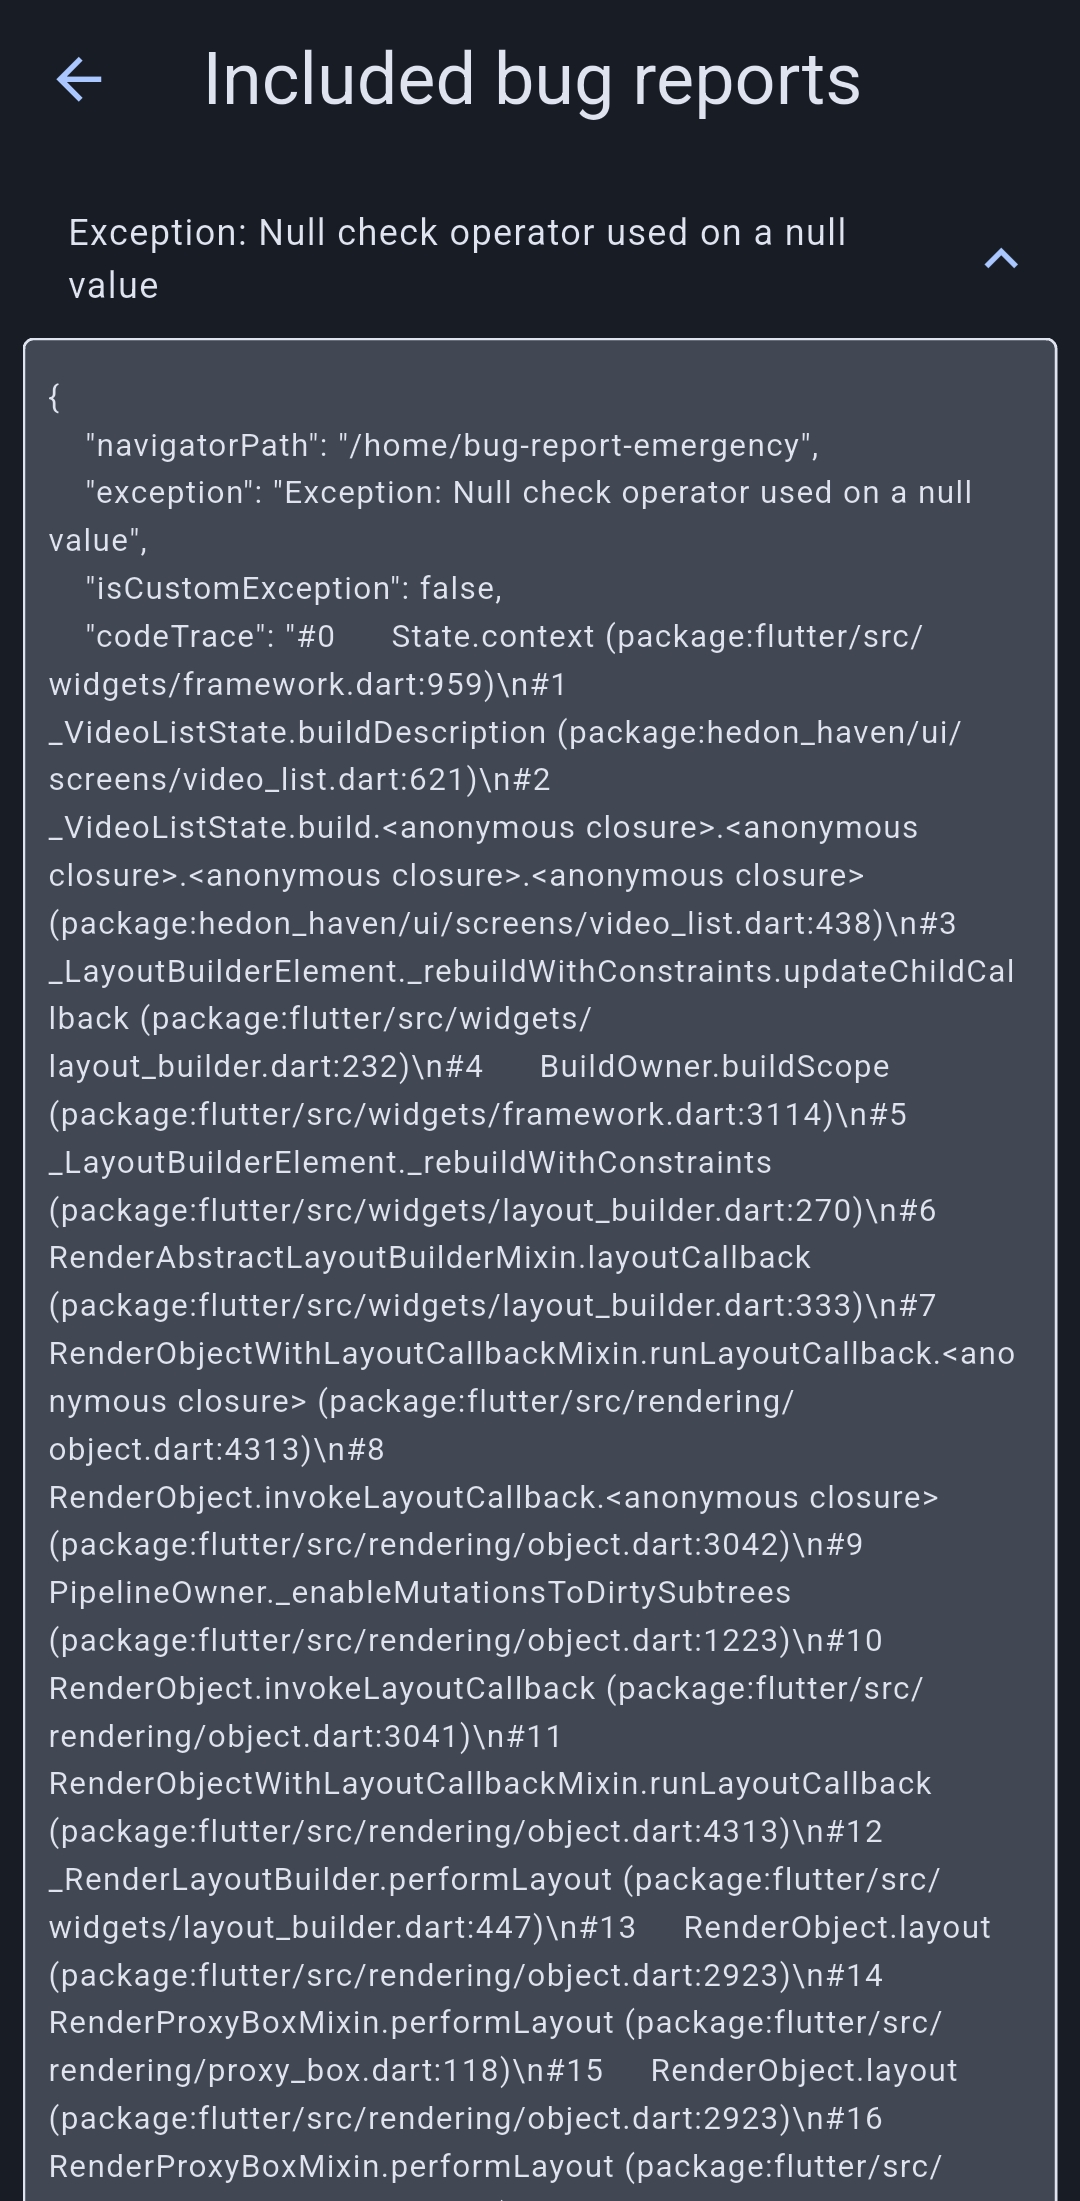 Included bug reports
Exception: Null check operator used on a null
value
{
"navigatorPath": "/home/bug-report-emergency",
"exception": "Exception: Null check operator used on a null
value",
"isCustomException": false,
"codeTrace": "#0      State.context (package:flutter/src/
widgets/framework.dart:959)\n#1
_VideoListState.buildDescription (package:hedon_haven/ui/
screens/video_list.dart:621)\n#2
_VideoListState.build.<anonymous closure>.<anonymous
closure>.<anonymous closure>.<anonymous closure>
(package:hedon_haven/ui/screens/video_list.dart:438)\n#3
_LayoutBuilderElement._rebuildWithConstraints.updateChildCal
lback (package:flutter/src/widgets/
layout_builder.dart:232)\n#4      BuildOwner.buildScope
(package:flutter/src/widgets/framework.dart:3114)\n#5
_LayoutBuilderElement._rebuildWithConstraints
(package:flutter/src/widgets/layout_builder.dart:270)\n#6
RenderAbstractLayoutBuilderMixin.layoutCallback
(package:flutter/src/widgets/layout_builder.dart:333)\n#7
RenderObjectWithLayoutCallbackMixin.runLayoutCallback.<ano
nymous closure> (package:flutter/src/rendering/
object.dart:4313)\n#8
RenderObject.invokeLayoutCallback.<anonymous closure>
(package:flutter/src/rendering/object.dart:3042)\n#9
PipelineOwner._enableMutationsToDirtySubtrees
(package:flutter/src/rendering/object.dart:1223)\n#10
RenderObject.invokeLayoutCallback (package:flutter/src/
rendering/object.dart:3041)\n#11
RenderObjectWithLayoutCallbackMixin.runLayoutCallback
(package:flutter/src/rendering/object.dart:4313)\n#12
_RenderLayoutBuilder.performLayout (package:flutter/src/
widgets/layout_builder.dart:447)\n#13     RenderObject.layout
(package:flutter/src/rendering/object.dart:2923)\n#14
RenderProxyBoxMixin.performLayout (package:flutter/src/
rendering/proxy_box.dart:118)\n#15     RenderObject.layout
(package:flutter/src/rendering/object.dart:2923)\n#16
RenderProxyBoxMixin.performLayout (package:flutter/src/